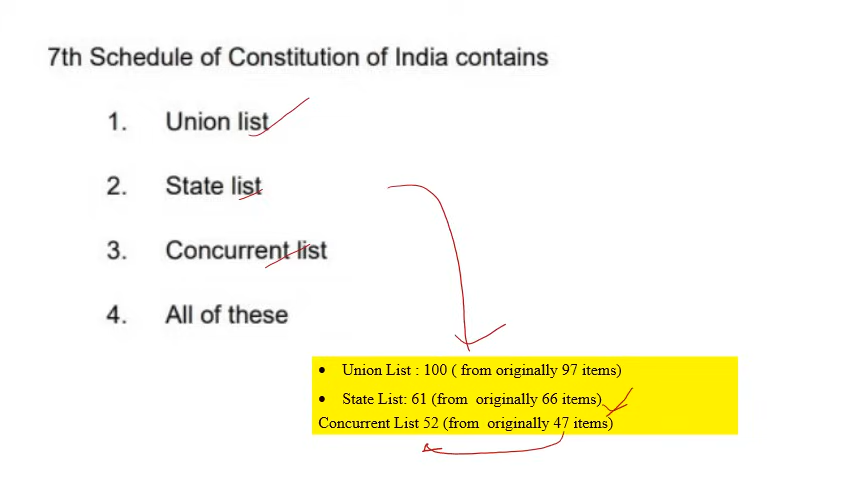 7th Schedule of Constitution of India contains
1. Union list
2. State list
3. Concurrent list
4. All of these
• Union List : 100 ( from originally 97 items)
• State List: 61 (from originally 66 items)
Concurrent List 52 (from originally 47 items)